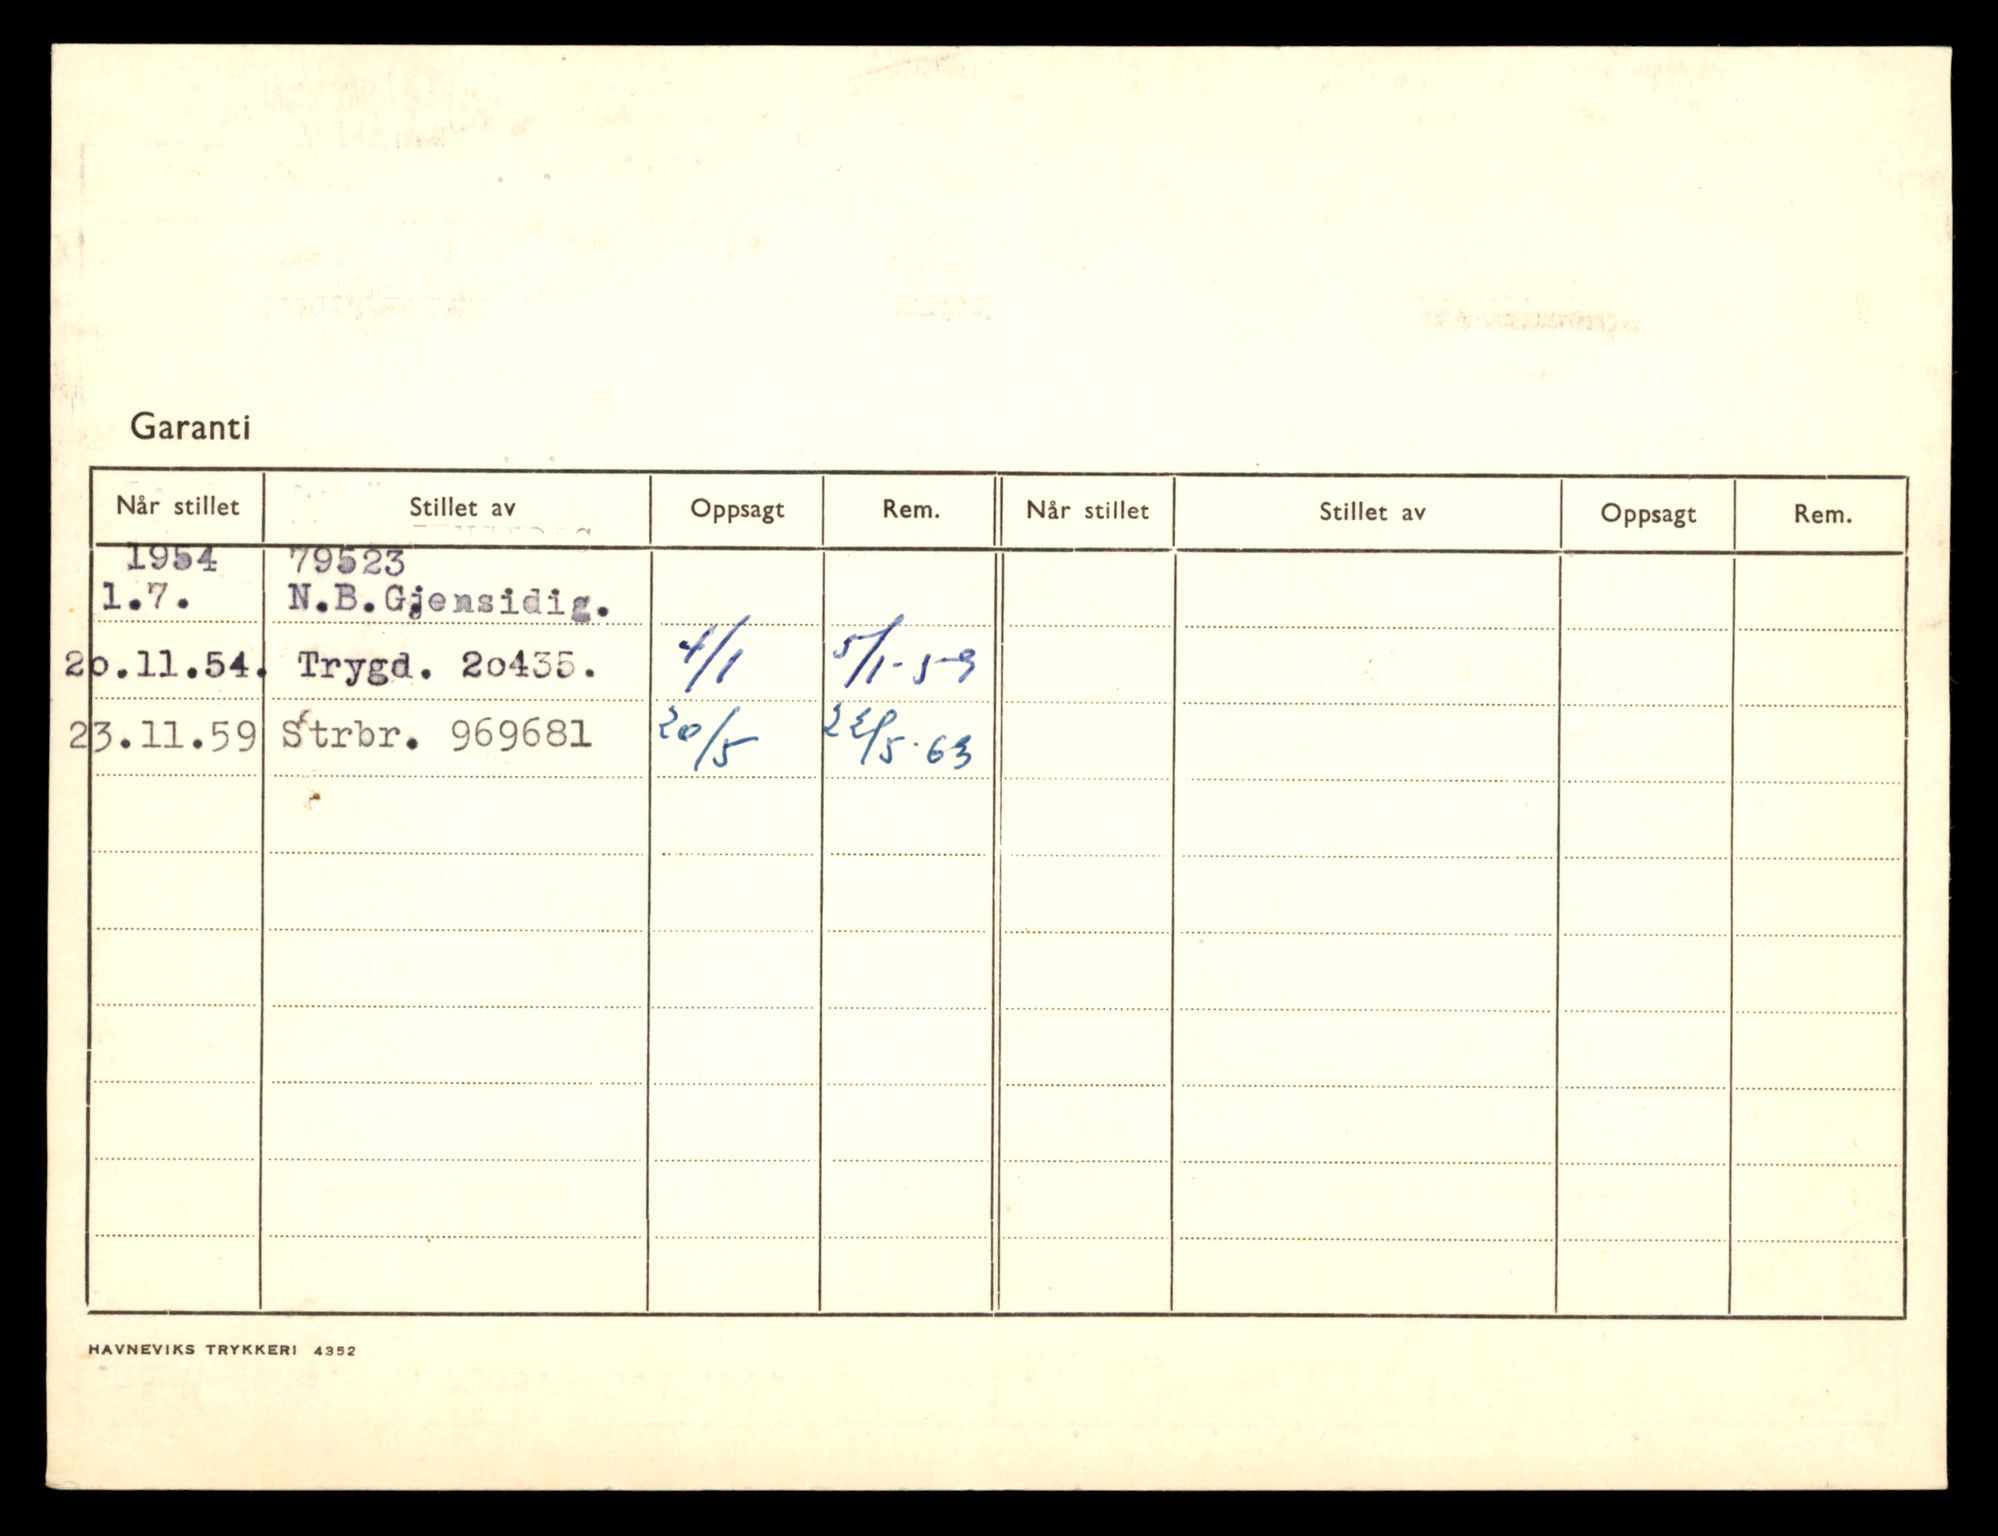 Garanti
Når stillet Stillet av Oppsagt Rem. Når stillet Stillet av Oppsagt Rem.
1954 79523
1.7. N.B.Gjensidig.
2o.11.54. Trygd. 2o435. 4/1 5/1-59
23.11.59 Strbr. 969681 20/5 22/5.63
HAVNEVIKS TRYKKERI 4352